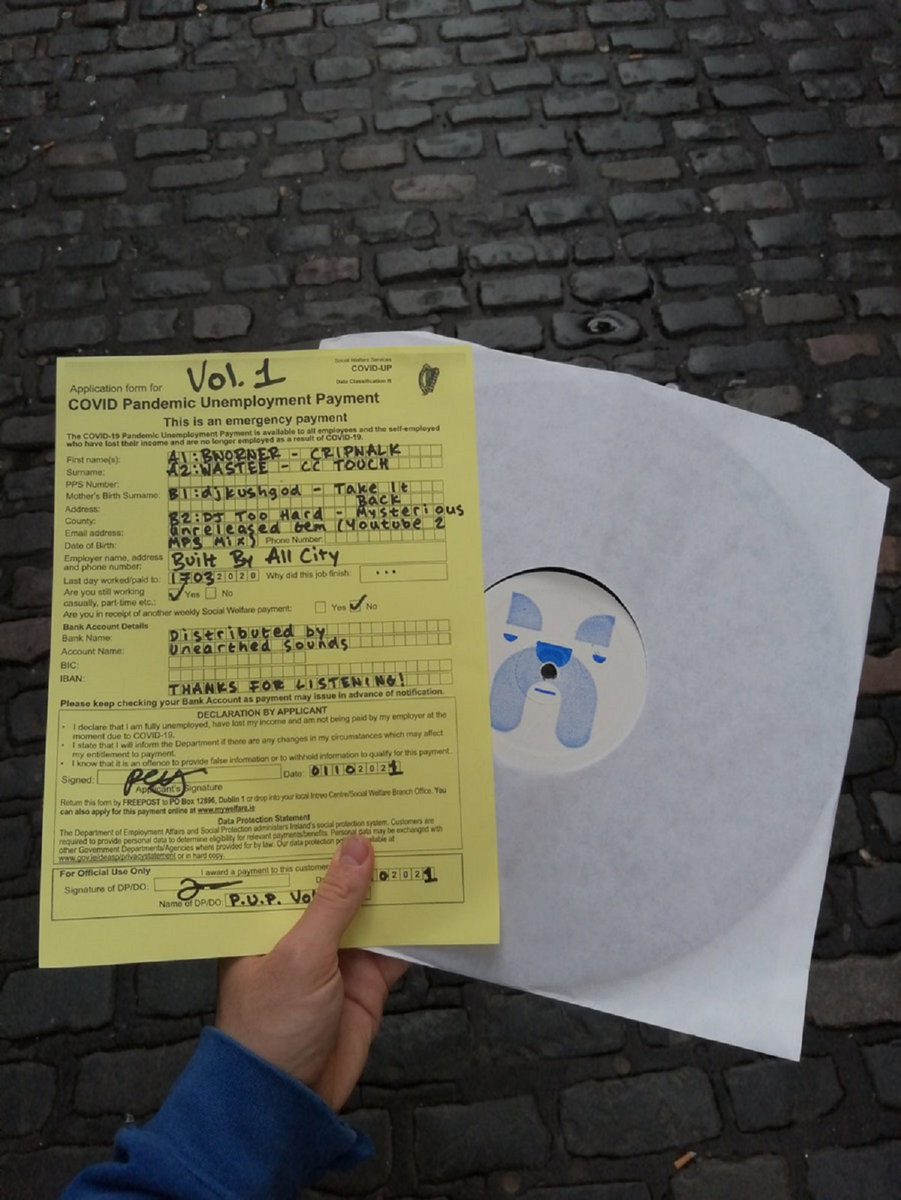 Social Welfare Services
COVID-UP
Data Classification R
Application form for Vol. 1
COVID Pandemic Unemployment Payment
This is an emergency payment
The COVID-19 Pandemic Unemployment Payment is available to all employees and the self-employed
who have lost their income and are no longer employed as a result of COVID-19.
First name(s): A1:BNORNER - CRIPWALK
Surname: A2:WASTEE - CC TOUCH
PPS Number:
Mother's Birth Surname: B1:djkushgod - Take It
Address: Back
County: B2:DJ Too Hard - Mysterious
Email address: Unreleased Gem (Youtube 2
Date of Birth: MP3 Mix) Phone Number:
Employer name, address
and phone number: Built By All City
Last day worked/paid to: 17032020 Why did this job finish: ...
Are you still working
casually, part-time etc.: Yes No
Are you in receipt of another weekly Social Welfare payment: Yes No
Bank Account Details
Bank Name: Distributed by
Account Name: Unearthed Sounds
BIC:
IBAN: THANKS FOR LISTENING!
Please keep checking your Bank Account as payment may issue in advance of notification.
DECLARATION BY APPLICANT
• I declare that I am fully unemployed, have lost my income and am not being paid by my employer at the
moment due to COVID-19.
• I state that I will inform the Department if there are any changes in my circumstances which may affect
my entitlement to payment.
• I know that it is an offence to provide false information or to withhold information to qualify for this payment.
Signed: Date: 01102021
Applicant's Signature
Return this form by FREEPOST to PO Box 12896, Dublin 1 or drop into your local Intreo Centre/Social Welfare Branch Office. You
can also apply for this payment online at www.mywelfare.ie
Data Protection Statement
The Department of Employment Affairs and Social Protection administers Ireland's social protection system. Customers are
required to provide personal data to determine eligibility for relevant payments/benefits. Personal data may be exchanged with
other Government Departments/Agencies where provided for by law. Our data protection available at
www.gov.ie/deasp/privacystatement or in hard copy.
For Official Use Only I award a payment to this customer
Signature of DP/DO: 02021
Name of DP/DO: P.U.P. Vol